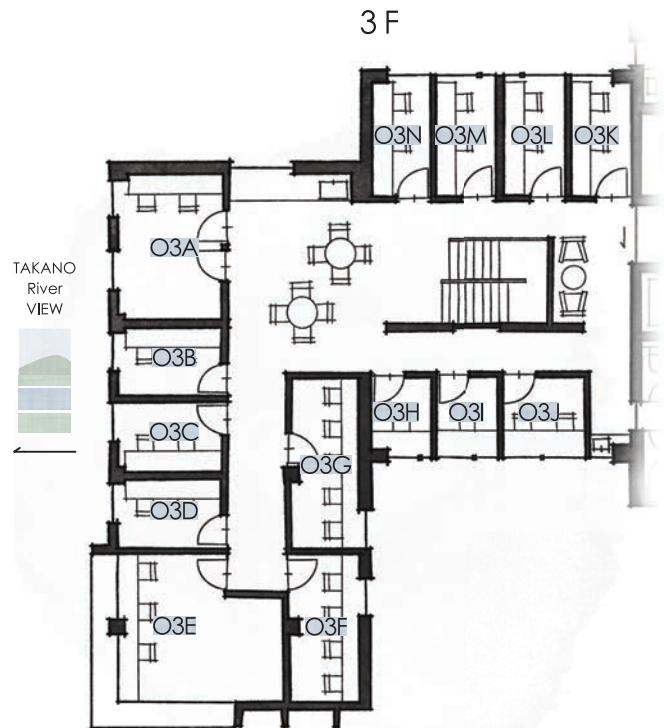 3F
O3N
O3M
O3L
O3K
O3A
TAKANO
River
VIEW
O3B
O3C
O3H
O3I
O3J
O3G
O3D
O3E
O3F